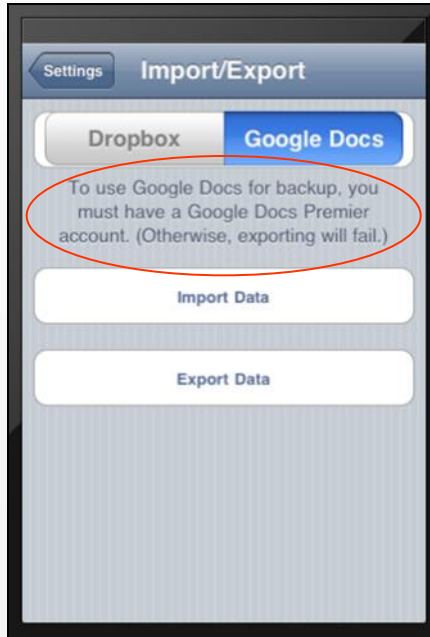 Settings
Import/Export
Dropbox
Google Docs
To use Google Docs for backup, you
must have a Google Docs Premier
account. (Otherwise, exporting will fail.)
Import Data
Export Data